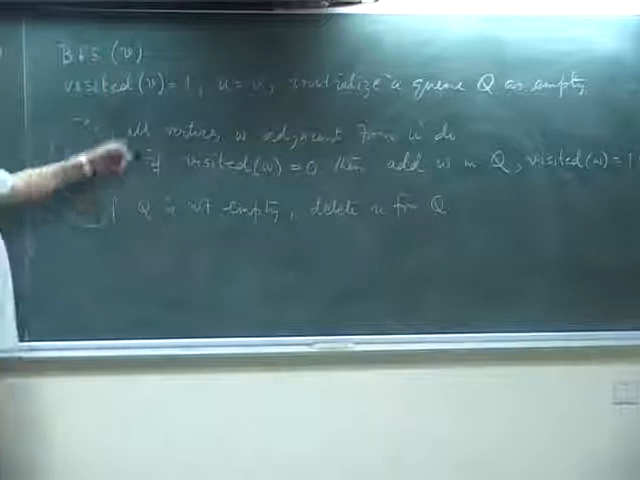 BFS (v)
visited(v) = 1, u = v, initialize a queue Q as empty
all vertices w adjacent from u do
if visited(w) = 0 then add w in Q, visited(w) = 1
if Q is not empty, delete u from Q